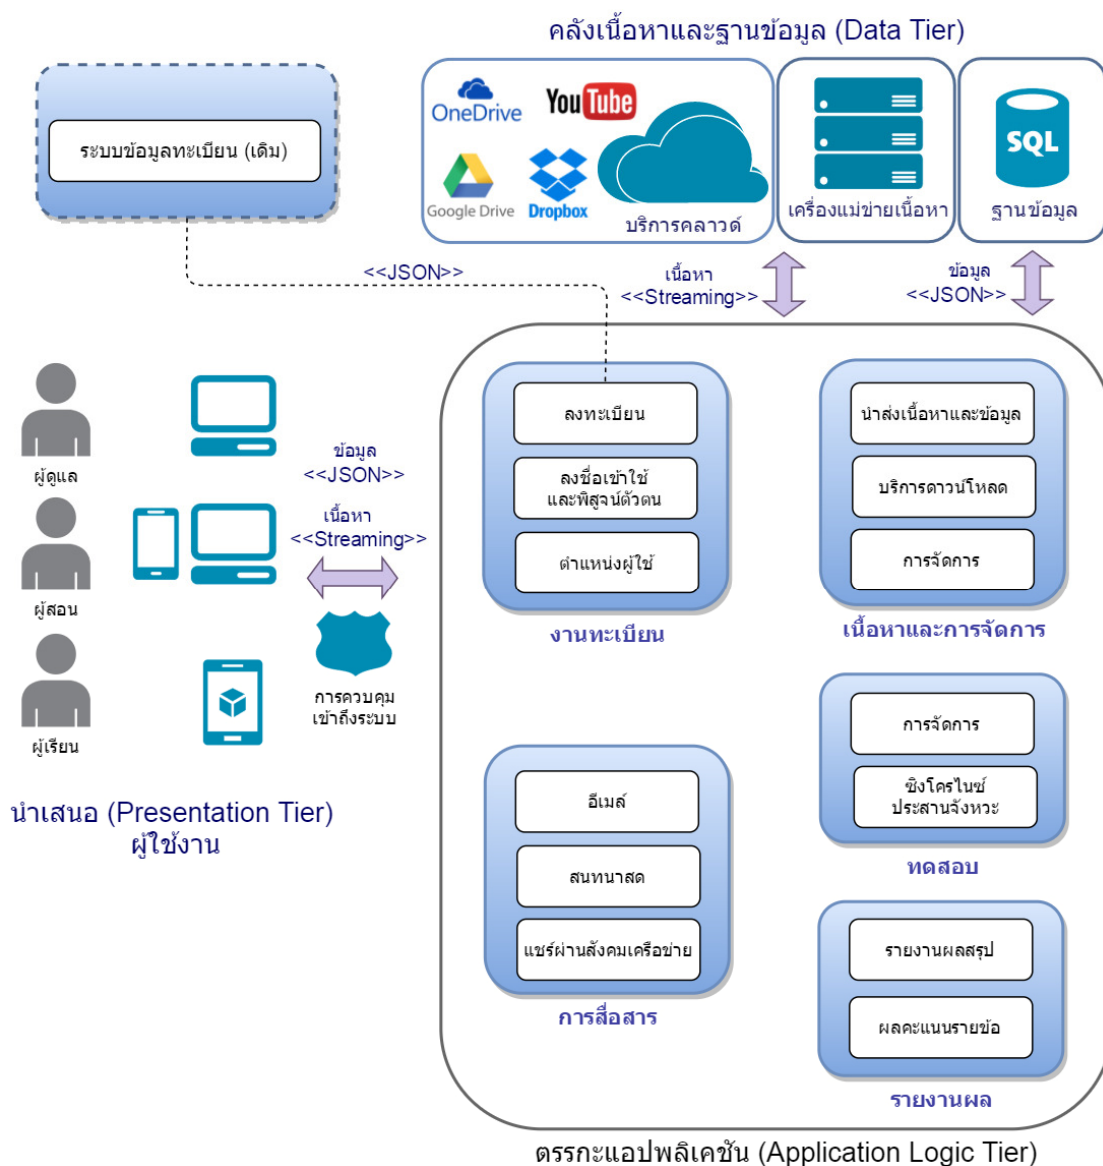 คลังเนื้อหาและฐานข้อมูล (Data Tier)
ระบบข้อมูลทะเบียน (เดิม)
OneDrive
YouTube
Google Drive
Dropbox
บริการคลาวด์
เครื่องแม่ข่ายเนื้อหา
SQL
ฐานข้อมูล
<<JSON>>
เนื้อหา
<<Streaming>>
ข้อมูล
<<JSON>>
ผู้ดูแล
ผู้สอน
ผู้เรียน
ข้อมูล
<<JSON>>
เนื้อหา
<<Streaming>>
การควบคุม
เข้าถึงระบบ
นำเสนอ (Presentation Tier)
ผู้ใช้งาน
ลงทะเบียน
ลงชื่อเข้าใช้
และพิสูจน์ตัวตน
ตำแหน่งผู้ใช้
งานทะเบียน
นำส่งเนื้อหาและข้อมูล
บริการดาวน์โหลด
การจัดการ
เนื้อหาและการจัดการ
อีเมล์
สนทนาสด
แชร์ผ่านสังคมเครือข่าย
การสื่อสาร
การจัดการ
ซิงโครไนซ์
ประสานจังหวะ
ทดสอบ
รายงานผลสรุป
ผลคะแนนรายข้อ
รายงานผล
ตรรกะแอปพลิเคชัน (Application Logic Tier)